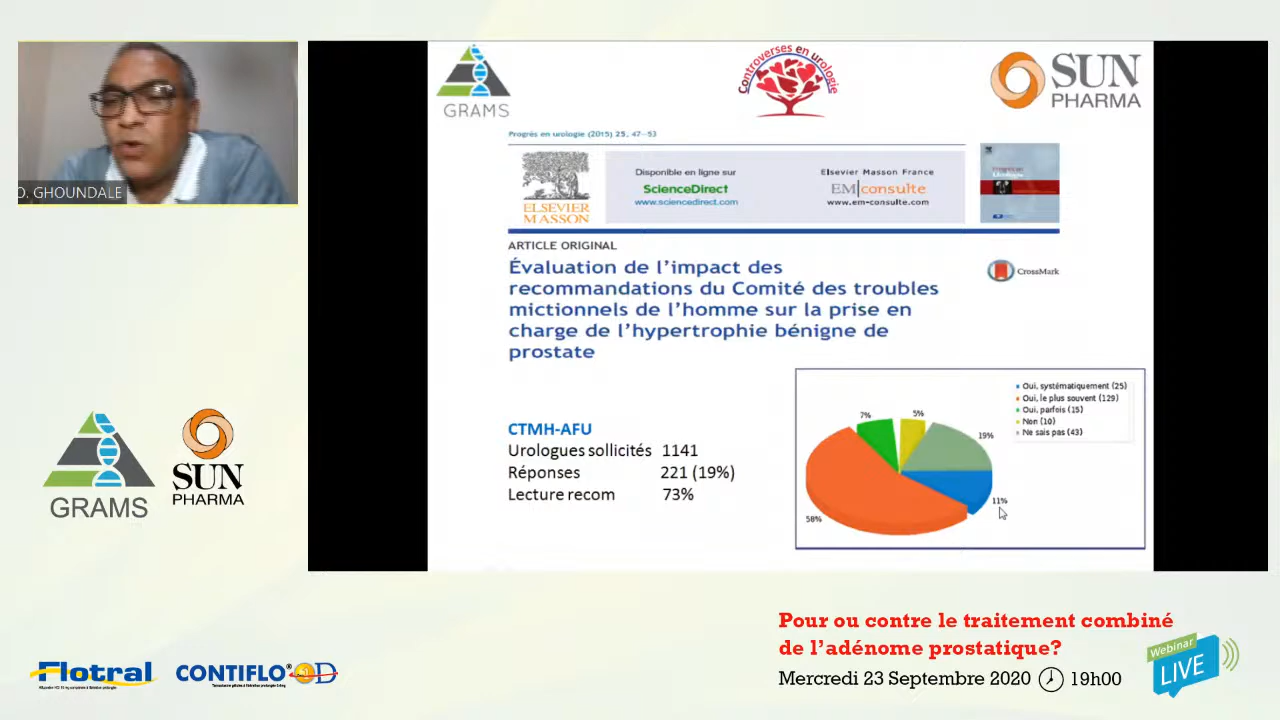 O. GHOUNDALE
GRAMS
Controverses en urologie
SUN
PHARMA
Progrès en urologie (2015) 25, 47—53
ELSEVIER
MASSON
Disponible en ligne sur
ScienceDirect
www.sciencedirect.com
Elsevier Masson France
EM|consulte
www.em-consulte.com
ARTICLE ORIGINAL
Évaluation de l’impact des
recommandations du Comité des troubles
mictionnels de l’homme sur la prise en
charge de l’hypertrophie bénigne de
prostate
CrossMark
CTMH-AFU
Urologues sollicités 1141
Réponses 221 (19%)
Lecture recom 73%
Oui, systématiquement (25)
Oui, le plus souvent (129)
Oui, parfois (15)
Non (10)
Ne sais pas (43)
7%
5%
19%
11%
58%
GRAMS
SUN
PHARMA
Flotral
CONTIFLO® OD
Pour ou contre le traitement combiné
de l’adénome prostatique?
Mercredi 23 Septembre 2020 19h00
Webinar
LIVE